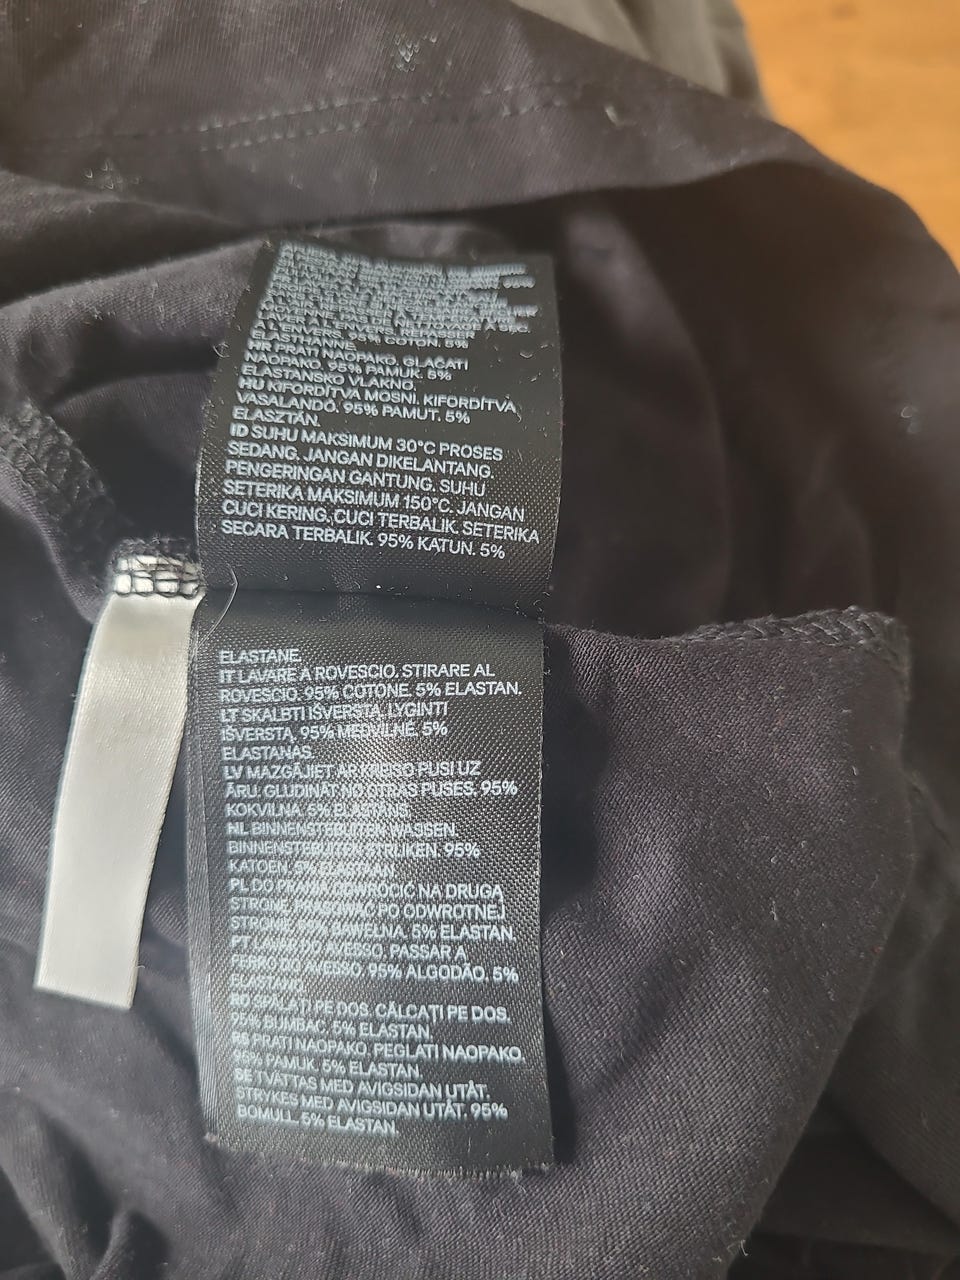 À L'ENVERS. 95% COTON. 5%
ÉLASTHANNE.
HR PRATI NAOPAKO. GLAČATI
NAOPAKO. 95% PAMUK. 5%
ELASTANSKO VLAKNO.
HU KIFORDÍTVA MOSNI. KIFORDÍTVA
VASALANDÓ. 95% PAMUT. 5%
ELASZTÁN.
ID SUHU MAKSIMUM 30°C PROSES
SEDANG. JANGAN DIKELANTANG.
PENGERINGAN GANTUNG. SUHU
SETERIKA MAKSIMUM 150°C. JANGAN
CUCI KERING. CUCI TERBALIK. SETERIKA
SECARA TERBALIK. 95% KATUN. 5%
ELASTANE.
IT LAVARE A ROVESCIO. STIRARE AL
ROVESCIO. 95% COTONE. 5% ELASTAN.
LT SKALBTI IŠVERSTĄ. LYGINTI
IŠVERSTĄ. 95% MEDVILNĖ. 5%
ELASTANAS.
LV MAZGĀJIET AR KREISO PUSI UZ
ĀRU. GLUDINĀT NO OTRAS PUSES. 95%
KOKVILNA. 5% ELASTĀNS.
NL BINNENSTEBUITEN WASSEN.
BINNENSTEBUITEN STRIJKEN. 95%
KATOEN. 5% ELASTAAN.
PL DO PRANIA ODWRÓCIĆ NA DRUGĄ
STRONĘ. PRASOWAĆ PO ODWROTNEJ
STRONIE. 95% BAWEŁNA. 5% ELASTAN.
PT LAVAR DO AVESSO. PASSAR A
FERRO DO AVESSO. 95% ALGODÃO. 5%
ELASTANO.
RO SPĂLAȚI PE DOS. CĂLCAȚI PE DOS.
95% BUMBAC. 5% ELASTAN.
RS PRATI NAOPAKO. PEGLATI NAOPAKO.
95% PAMUK. 5% ELASTAN.
SE TVÄTTAS MED AVIGSIDAN UTÅT.
STRYKES MED AVIGSIDAN UTÅT. 95%
BOMULL. 5% ELASTAN.